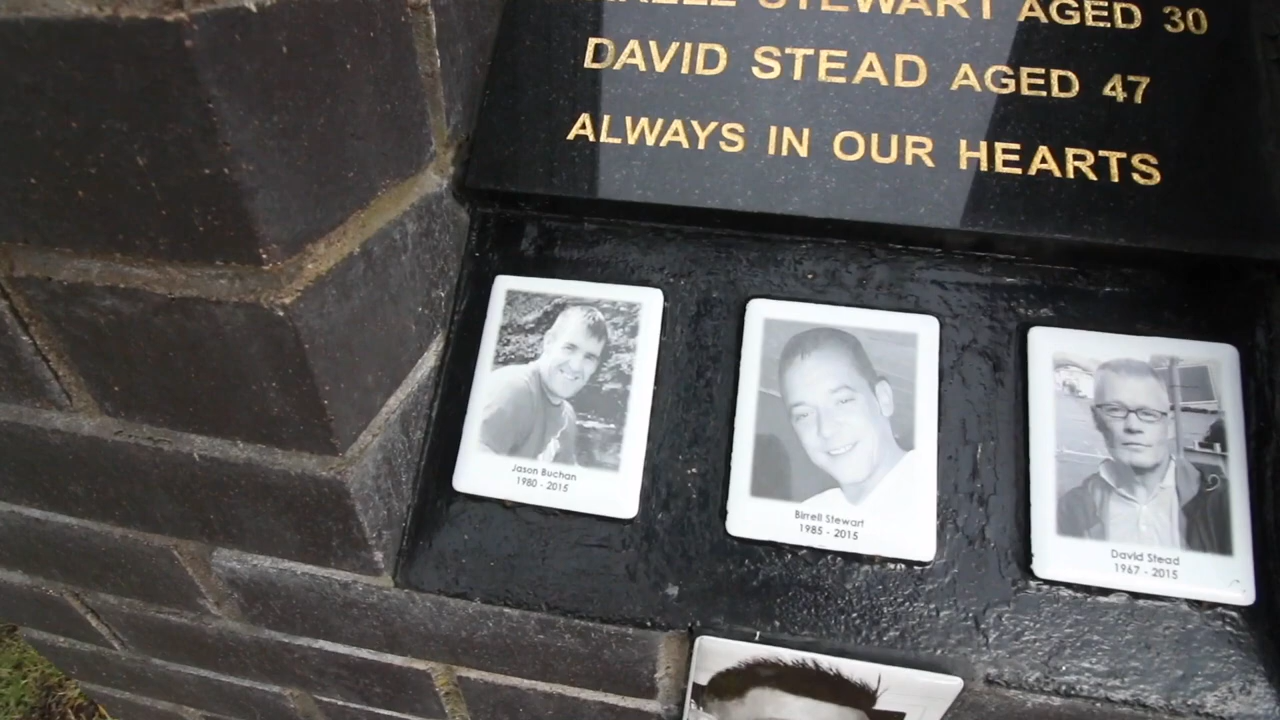 STEWART AGED 30
DAVID STEAD AGED 47
ALWAYS IN OUR HEARTS
Jason Buchan
1980 - 2015
Birrell Stewart
1985 - 2015
David Stead
1967 - 2015